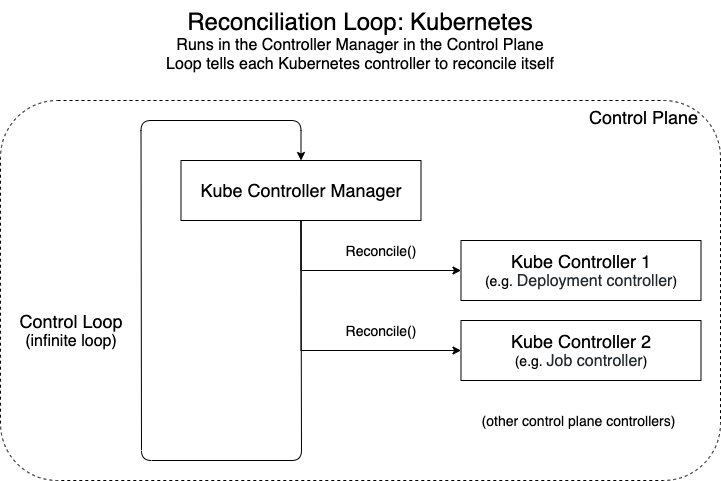 Reconciliation Loop: Kubernetes
Runs in the Controller Manager in the Control Plane
Loop tells each Kubernetes controller to reconcile itself
Control Plane
Kube Controller Manager
Reconcile()
Kube Controller 1
(e.g. Deployment controller)
Control Loop
(infinite loop)
Reconcile()
Kube Controller 2
(e.g. Job controller)
(other control plane controllers)